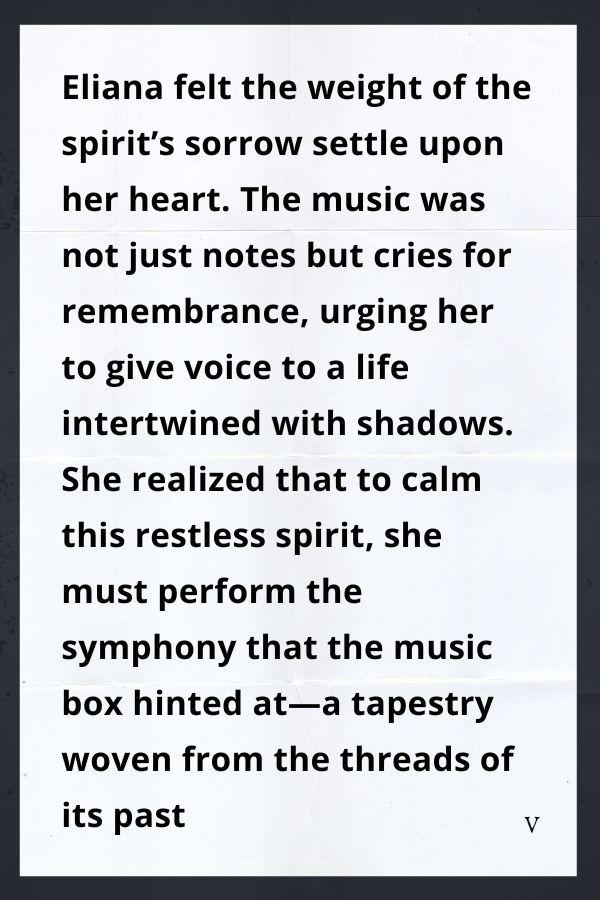 Eliana felt the weight of the
spirit’s sorrow settle upon
her heart. The music was
not just notes but cries for
remembrance, urging her
to give voice to a life
intertwined with shadows.
She realized that to calm
this restless spirit, she
must perform the
symphony that the music
box hinted at—a tapestry
woven from the threads of
its past
V